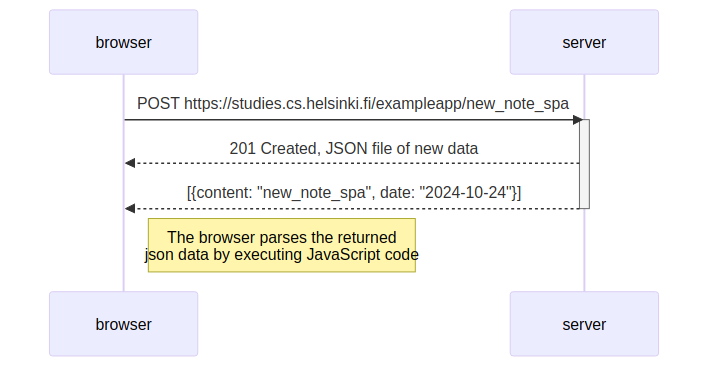 browser
server
POST https://studies.cs.helsinki.fi/exampleapp/new_note_spa
201 Created, JSON file of new data
[{content: "new_note_spa", date: "2024-10-24"}]
The browser parses the returned
json data by executing JavaScript code
browser
server